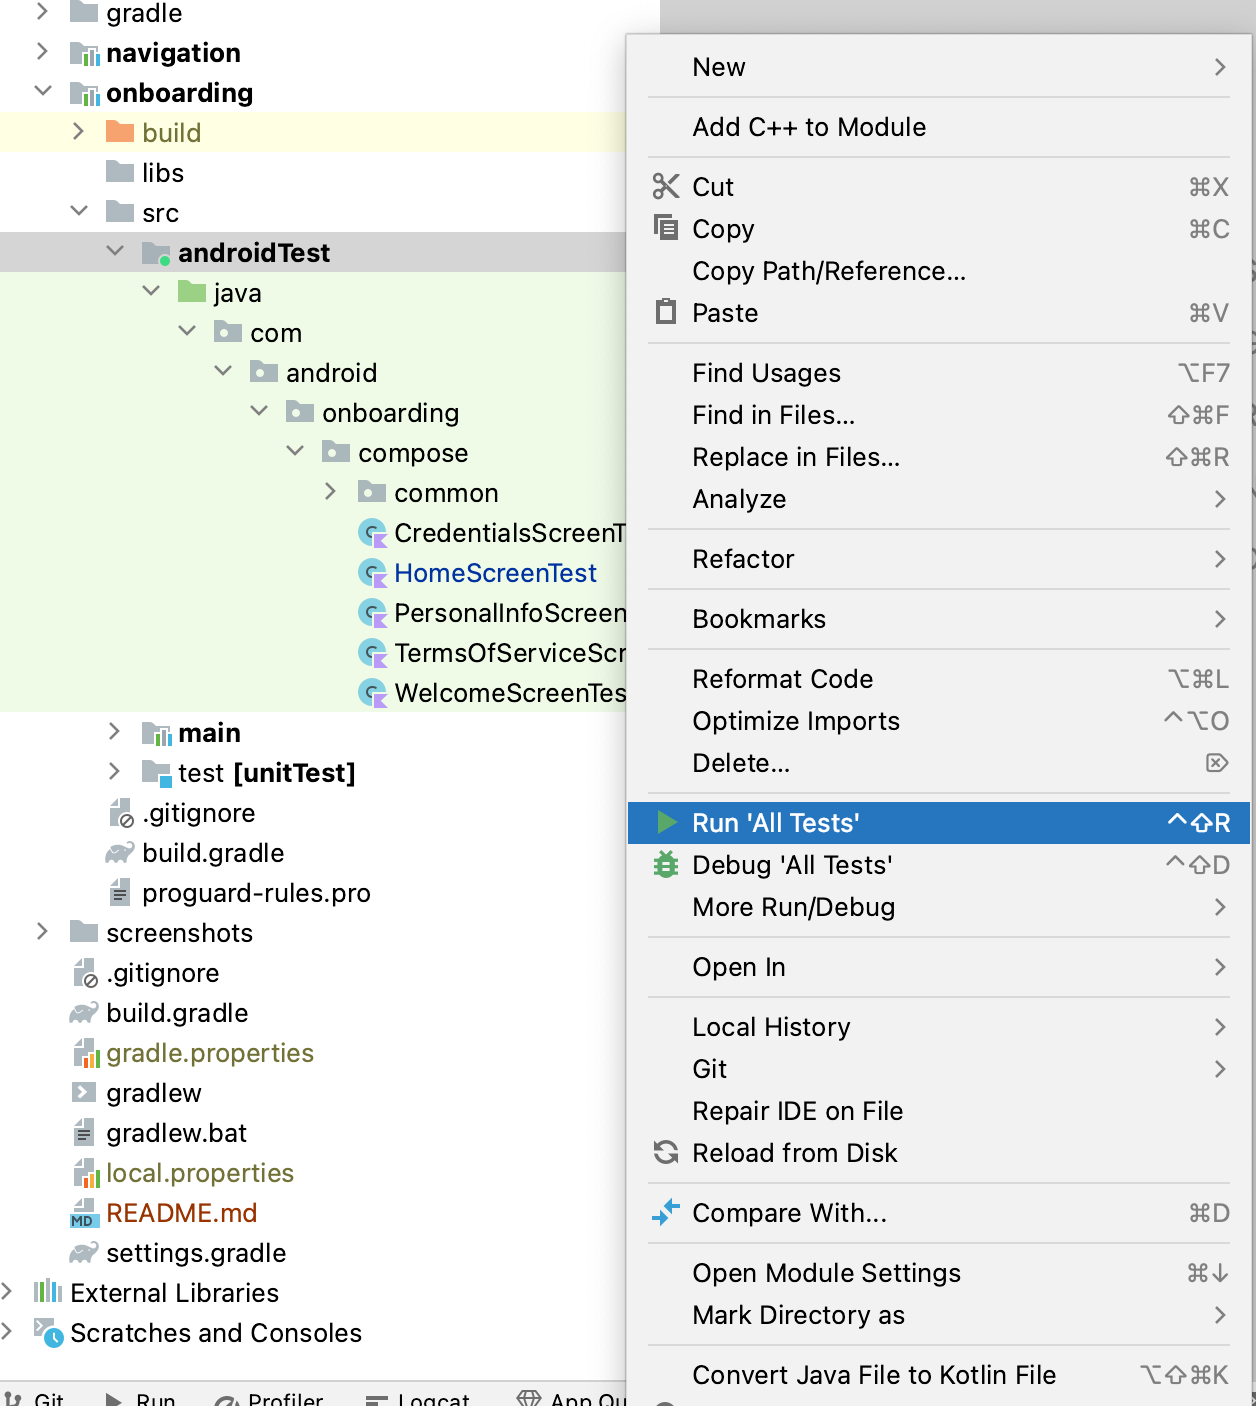 gradle
navigation
onboarding
build
libs
src
androidTest
java
com
android
onboarding
compose
common
CredentialsScreenT
HomeScreenTest
PersonalInfoScreen
TermsOfServiceScr
WelcomeScreenTes
main
test [unitTest]
.gitignore
build.gradle
proguard-rules.pro
screenshots
.gitignore
build.gradle
gradle.properties
gradlew
gradlew.bat
local.properties
MD README.md
settings.gradle
External Libraries
Scratches and Consoles
Git Run Profiler Logcat App Qu
New
Add C++ to Module
Cut ⌘X
Copy ⌘C
Copy Path/Reference...
Paste ⌘V
Find Usages ⌥F7
Find in Files... ⇧⌘F
Replace in Files... ⇧⌘R
Analyze
Refactor
Bookmarks
Reformat Code ⌥⌘L
Optimize Imports ^⌥O
Delete... ⌦
Run 'All Tests' ^⇧R
Debug 'All Tests' ^⇧D
More Run/Debug
Open In
Local History
Git
Repair IDE on File
Reload from Disk
Compare With... ⌘D
Open Module Settings ⌘↓
Mark Directory as
Convert Java File to Kotlin File ⌥⇧⌘K